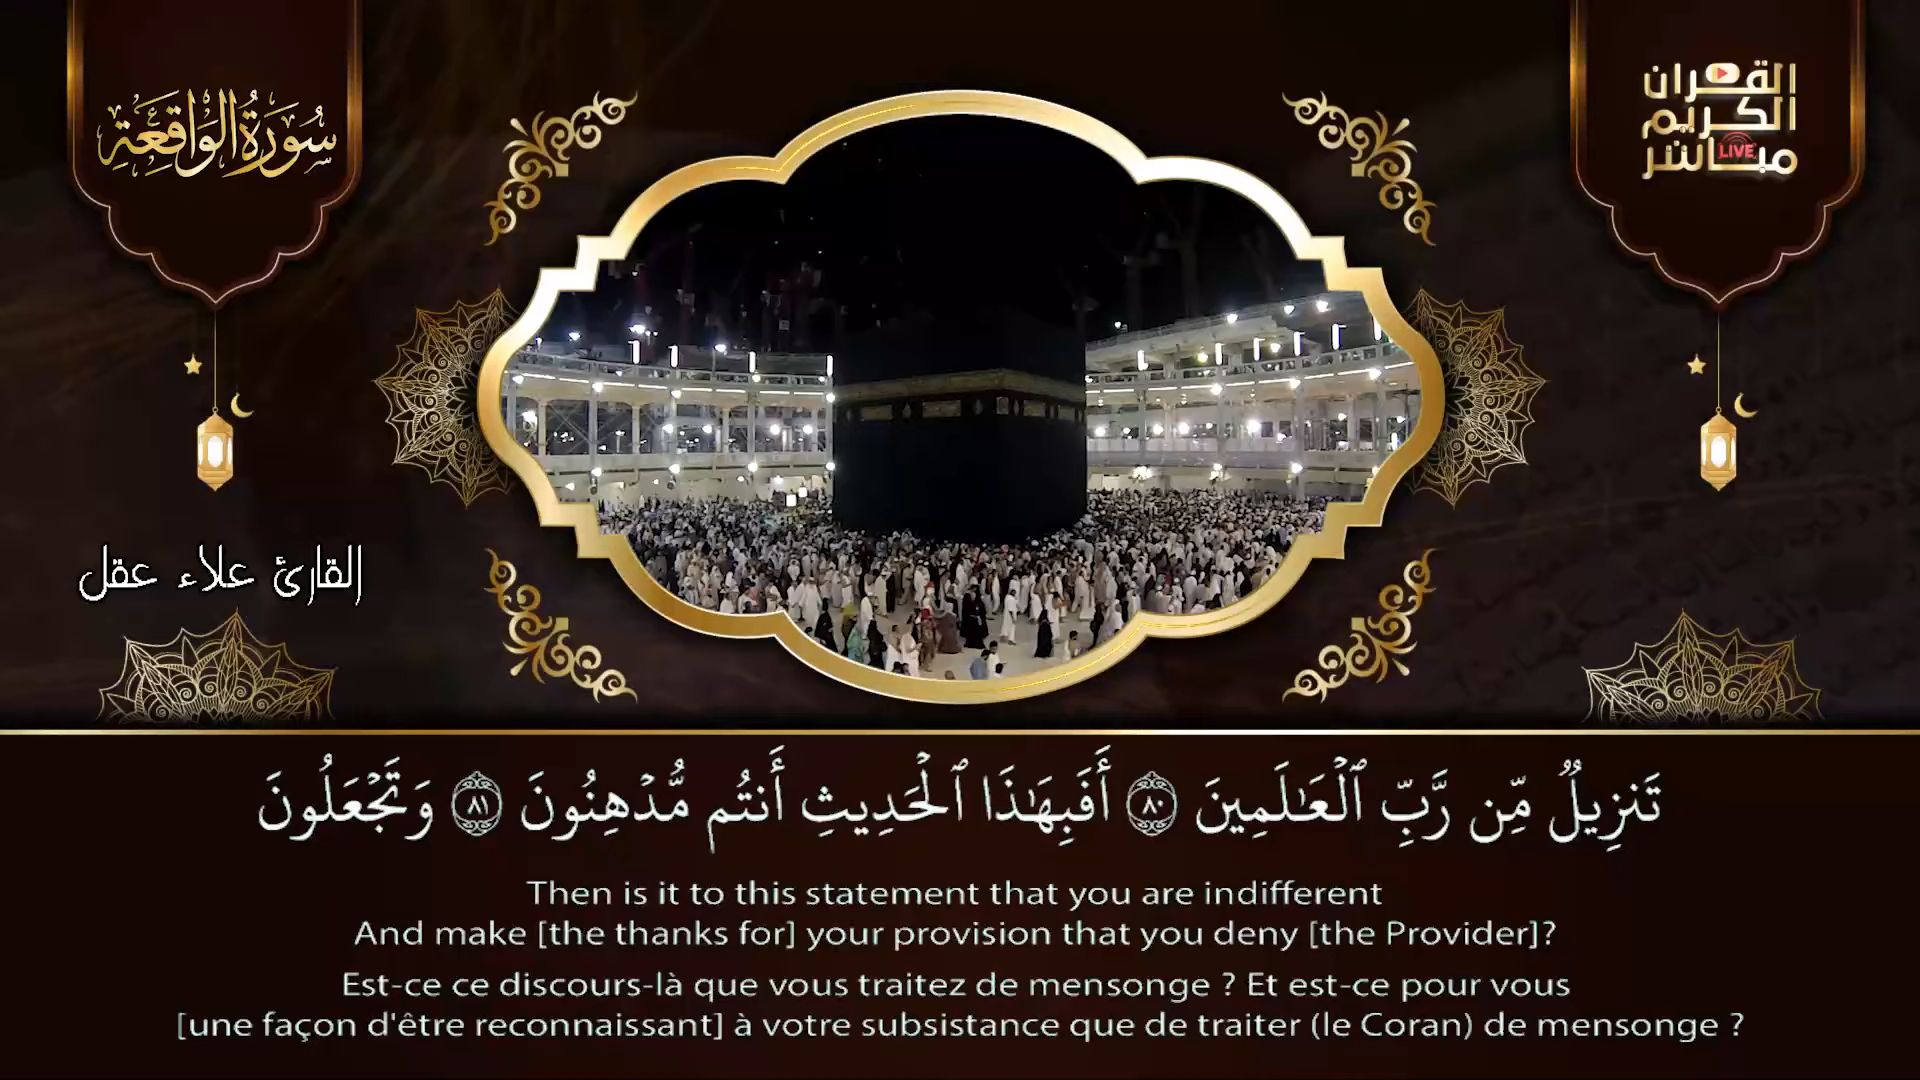 سُورَةُ الوَاقِعَةِ
القرآن
الكريم
مباشر
LIVE
القارئ علاء عقل
تَنزِيلٌ مِّن رَّبِّ ٱلْعَـٰلَمِينَ ٨٠ أَفَبِهَـٰذَا ٱلْحَدِيثِ أَنتُم مُّدْهِنُونَ ٨١ وَتَجْعَلُونَ
Then is it to this statement that you are indifferent
And make [the thanks for] your provision that you deny [the Provider]?
Est-ce ce discours-là que vous traitez de mensonge ? Et est-ce pour vous
[une façon d'être reconnaissant] à votre subsistance que de traiter (le Coran) de mensonge ?